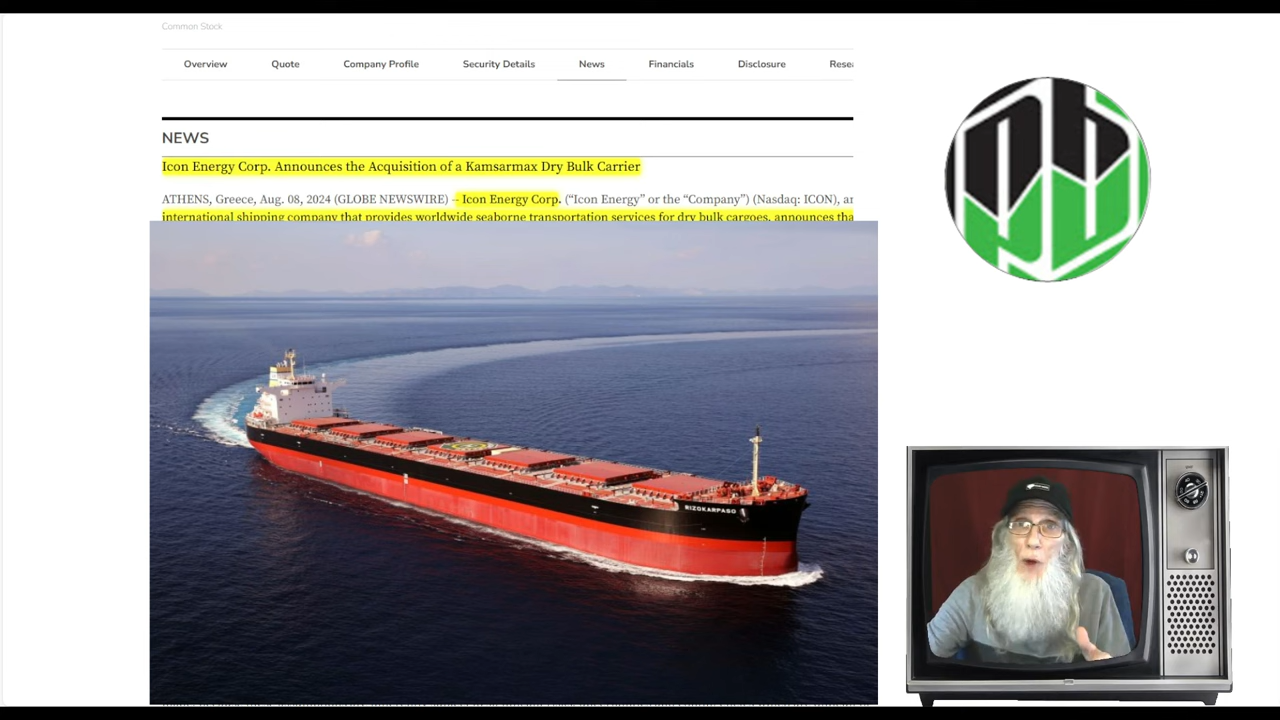 Common Stock
Overview Quote Company Profile Security Details News Financials Disclosure
NEWS
Icon Energy Corp. Announces the Acquisition of a Kamsarmax Dry Bulk Carrier
ATHENS, Greece, Aug. 08, 2024 (GLOBE NEWSWIRE) -- Icon Energy Corp. (“Icon Energy” or the “Company”) (Nasdaq: ICON), an
international shipping company that provides worldwide seaborne transportation services for dry bulk cargoes, announces tha
RIZOKARPASO